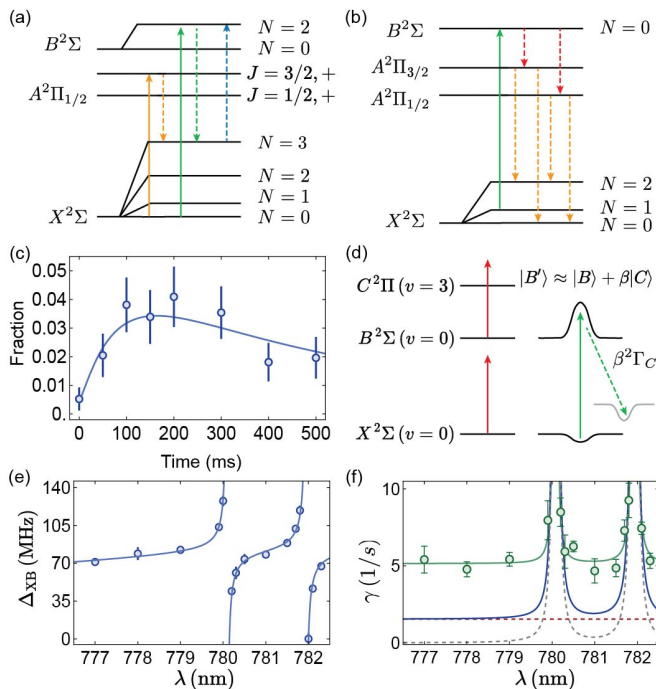 (a)
B²Σ
N = 2
N = 0
J = 3/2, +
A²Π₁/₂
J = 1/2, +
N = 3
N = 2
N = 1
X²Σ
N = 0
(b)
B²Σ
N = 0
A²Π₃/₂
A²Π₁/₂
N = 2
N = 1
X²Σ
N = 0
(c)
Fraction
0.05
0.04
0.03
0.02
0.01
0.
0 100 200 300 400 500
Time (ms)
(d)
C²Π (v = 3)
|B′⟩ ≈ |B⟩ + β|C⟩
B²Σ (v = 0)
β²Γ_C
X²Σ (v = 0)
(e)
Δ_XB (MHz)
140
105
70
35
0
777 778 779 780 781 782
λ (nm)
(f)
γ (1/s)
10
5
0
777 778 779 780 781 782
λ (nm)